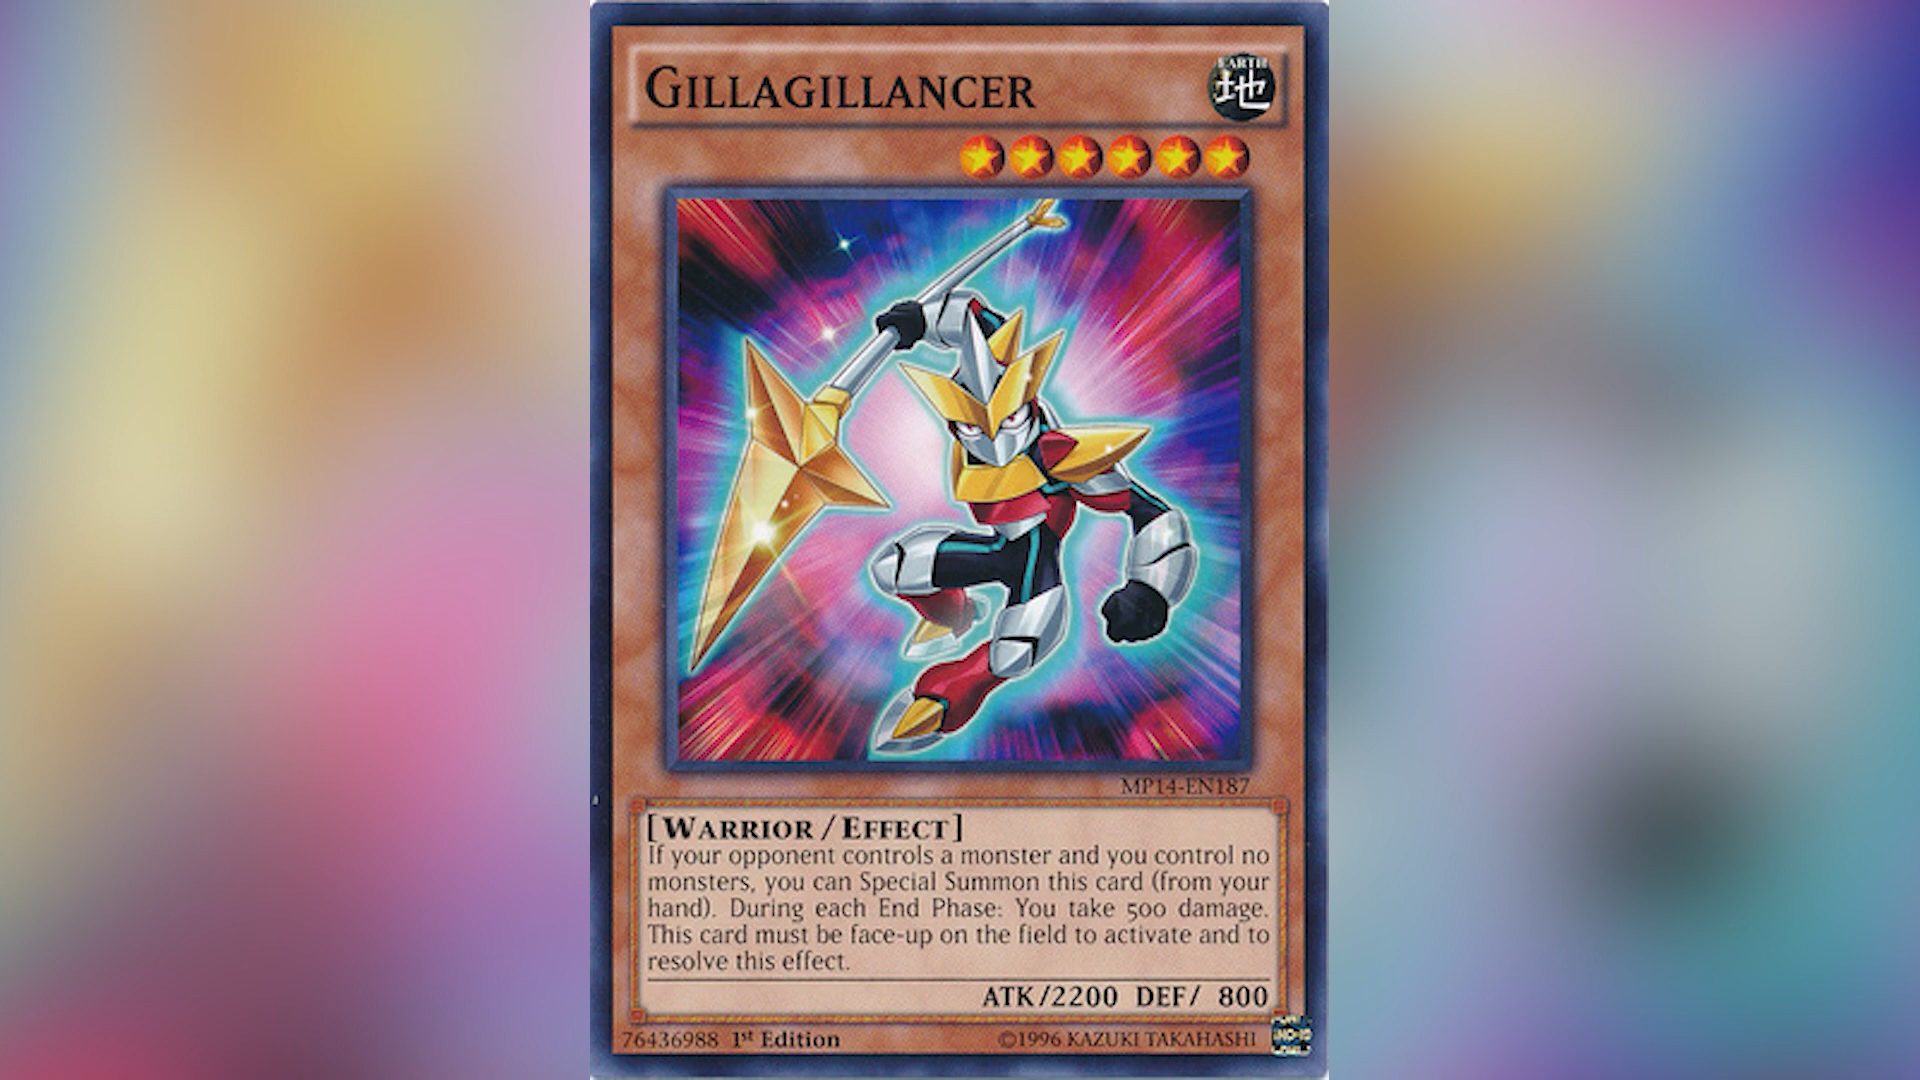 GILLAGILLANCER
EARTH
地
MP14-EN187
[WARRIOR/EFFECT]
If your opponent controls a monster and you control no
monsters, you can Special Summon this card (from your
hand). During each End Phase: You take 500 damage.
This card must be face-up on the field to activate and to
resolve this effect.
ATK/2200 DEF/ 800
76436988 1st Edition
©1996 KAZUKI TAKAHASHI